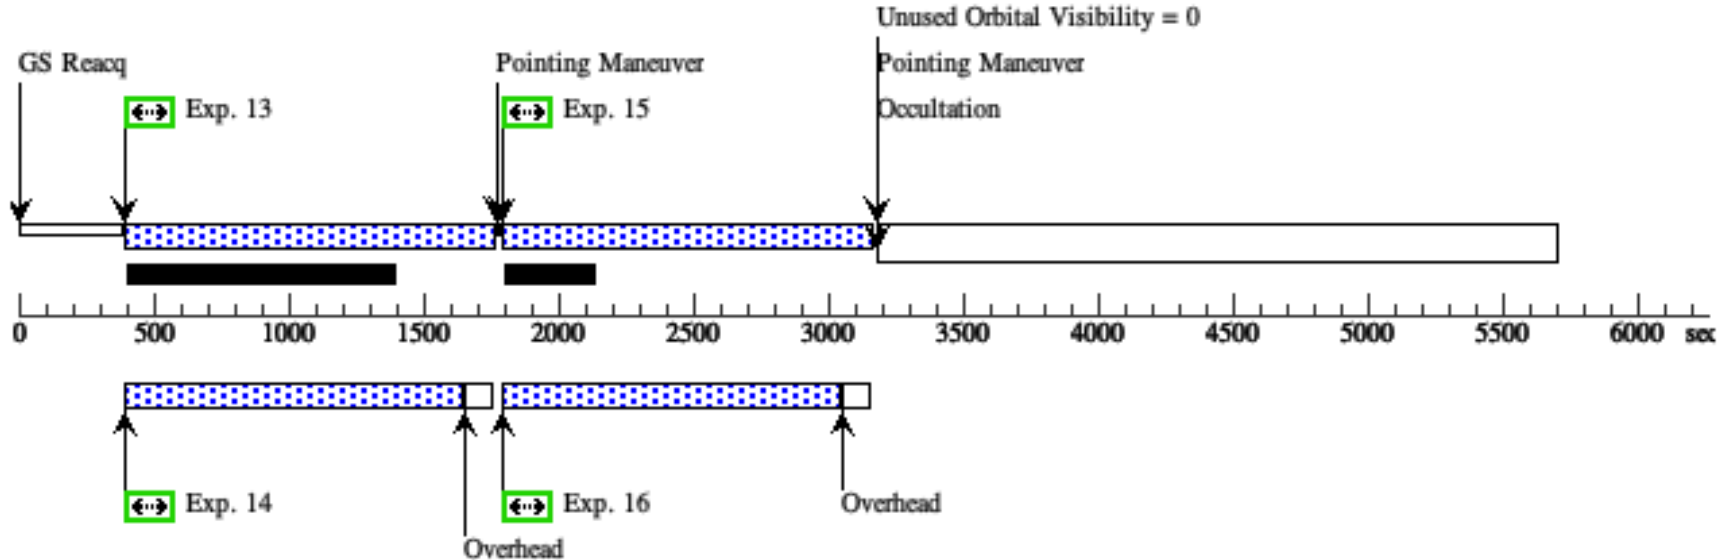 Unused Orbital Visibility = 0
GS Reacq
Pointing Maneuver
Pointing Maneuver
Exp. 13
Exp. 15
Occultation
0 500 1000 1500 2000 2500 3000 3500 4000 4500 5000 5500 6000 sec
Exp. 14
Exp. 16
Overhead
Overhead